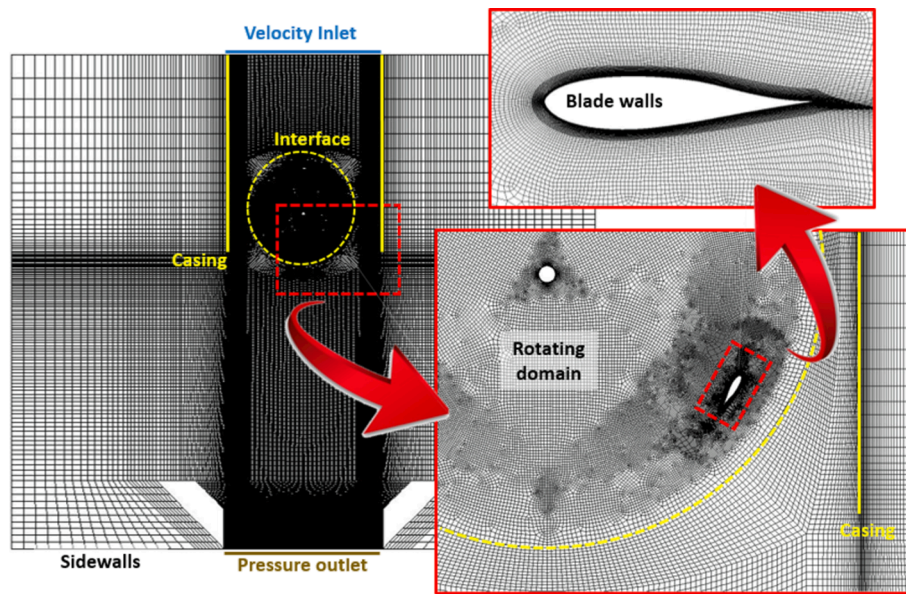 Velocity Inlet
Blade walls
Interface
Casing
Rotating
domain
Casing
Sidewalls
Pressure outlet